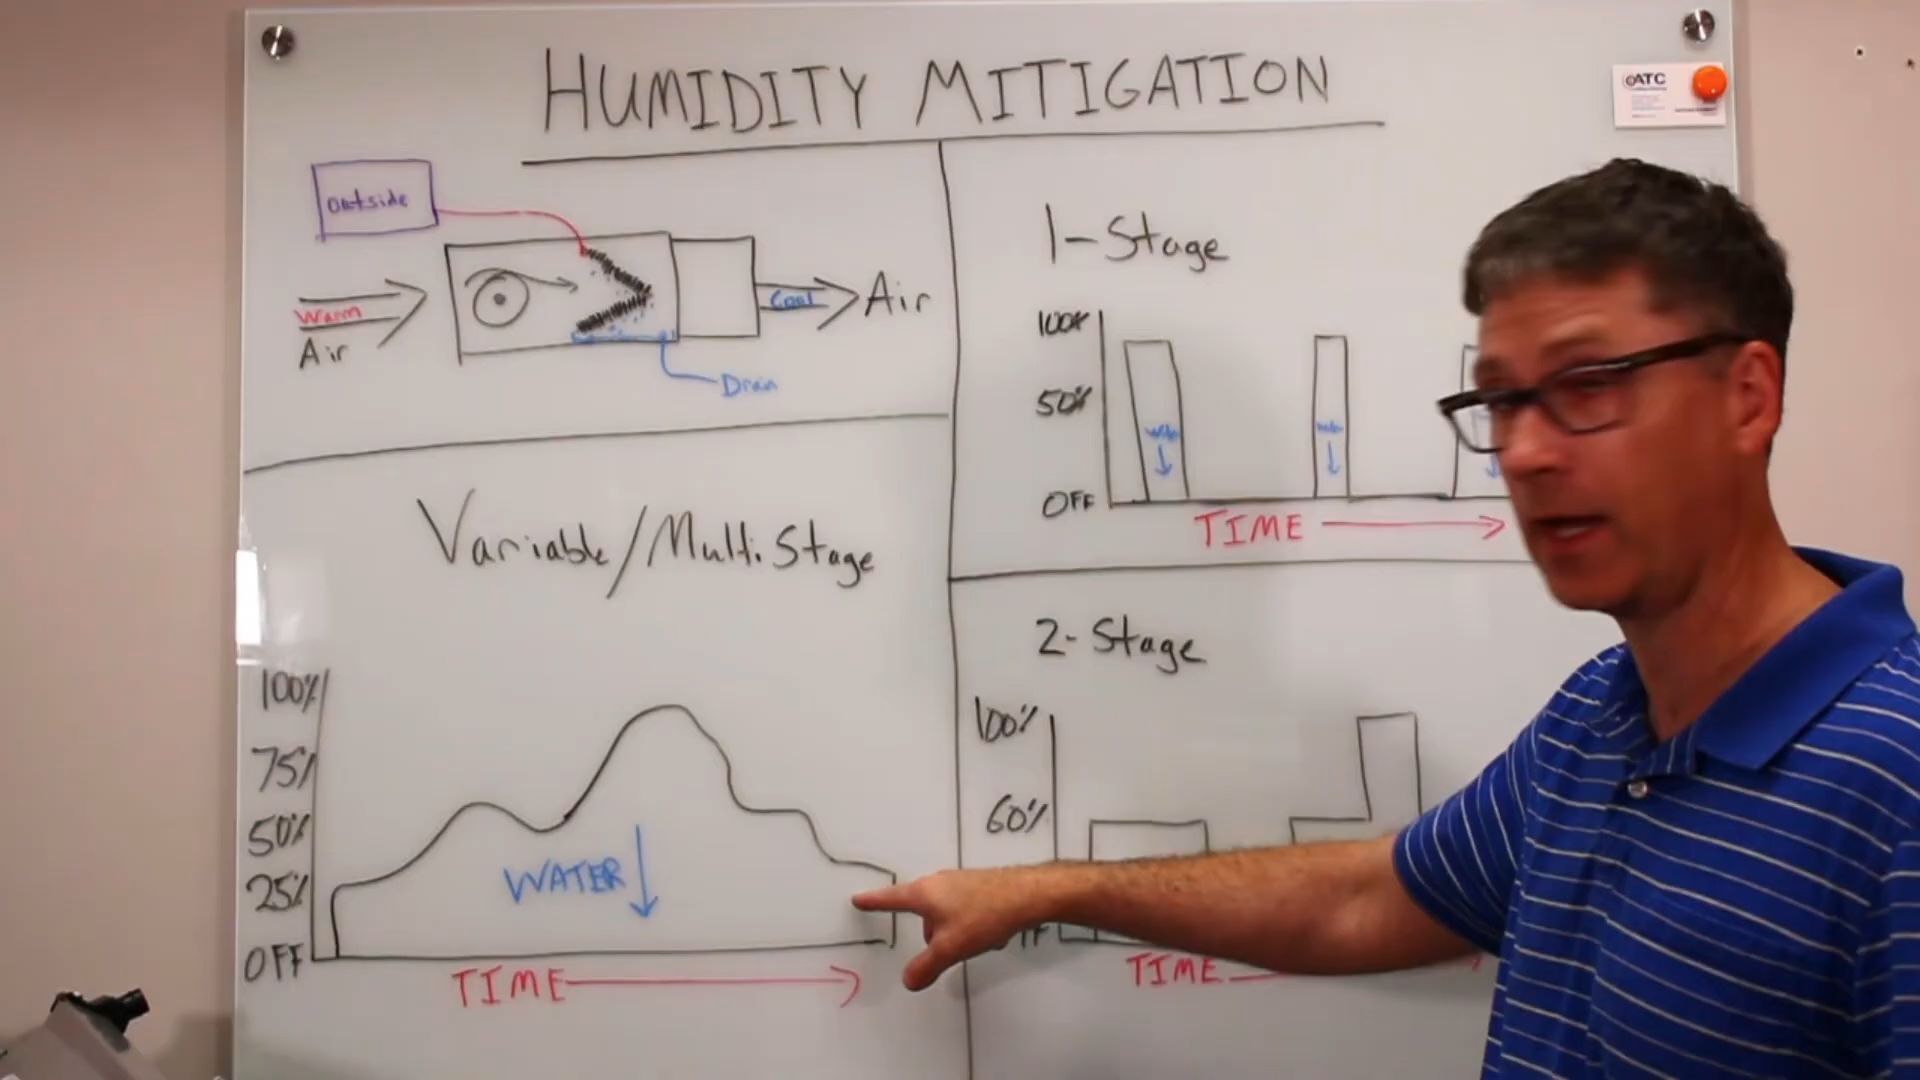 HUMIDITY MITIGATION
ATC
outside
Warm
Air
Cool
Air
Drain
1-Stage
100%
50%
OFF
TIME
Variable/Multi.Stage
100%
75%
50%
25%
OFF
WATER
TIME
2-Stage
100%
60%
TIME